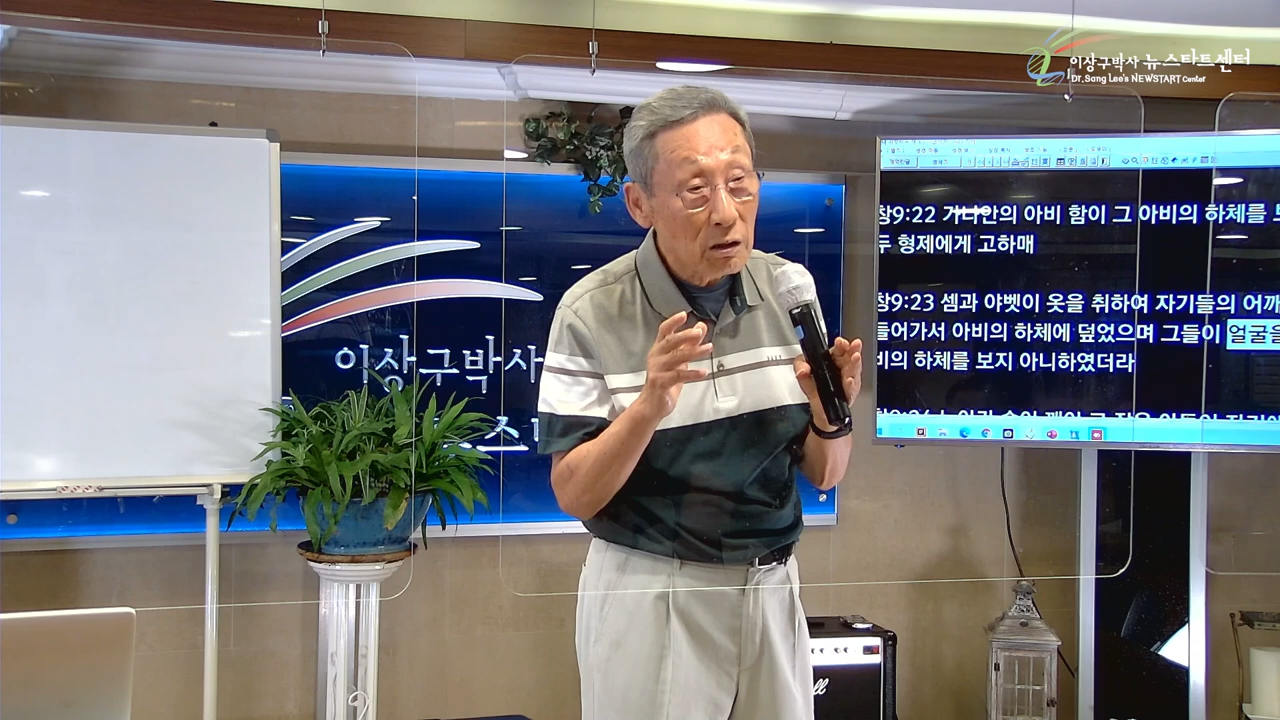 이상구박사 뉴스타트센터
Dr. Sang Lee's NEWSTART Center
이상구박사
창9:22 가나안의 아비 함이 그 아비의 하체를
두 형제에게 고하매
창9:23 셈과 야벳이 옷을 취하여 자기들의 어깨
들어가서 아비의 하체에 덮었으며 그들이 얼굴을
비의 하체를 보지 아니하였더라